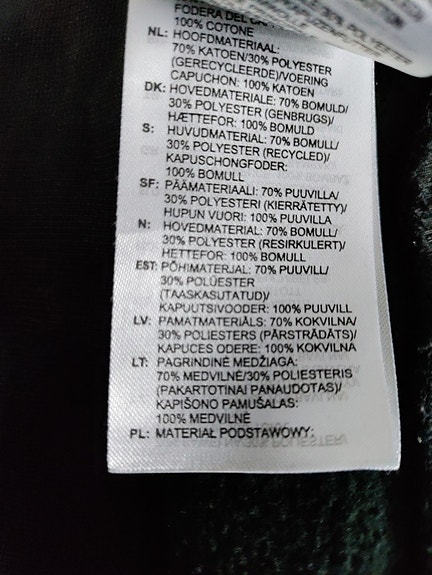 FODERA DEL
100% COTONE
NL: HOOFDMATERIAAL:
70% KATOEN/30% POLYESTER
(GERECYCLEERDE)/VOERING
CAPUCHON: 100% KATOEN
DK: HOVEDMATERIALE: 70% BOMULD/
30% POLYESTER (GENBRUGS)/
HÆTTEFOR: 100% BOMULD
S: HUVUDMATERIAL: 70% BOMULL/
30% POLYESTER (RECYCLED)/
KAPUSCHONGFODER:
100% BOMULL
SF: PÄÄMATERIAALI: 70% PUUVILLA/
30% POLYESTERI (KIERRÄTETTY)/
HUPUN VUORI: 100% PUUVILLA
N: HOVEDMATERIAL: 70% BOMULL/
30% POLYESTER (RESIRKULERT)/
HETTEFOR: 100% BOMULL
EST: PÕHIMATERJAL: 70% PUUVILL/
30% POLÜESTER
(TAASKASUTATUD)/
KAPUUTSIVOODER: 100% PUUVILL
LV: PAMATMATERIĀLS: 70% KOKVILNA/
30% POLIESTERS (PĀRSTRĀDĀTS)/
KAPUCES ODERE: 100% KOKVILNA
LT: PAGRINDINĖ MEDŽIAGA:
70% MEDVILNĖ/30% POLIESTERIS
(PAKARTOTINAI PANAUDOTAS)/
KAPIŠONO PAMUŠALAS:
100% MEDVILNĖ
PL: MATERIAŁ PODSTAWOWY: